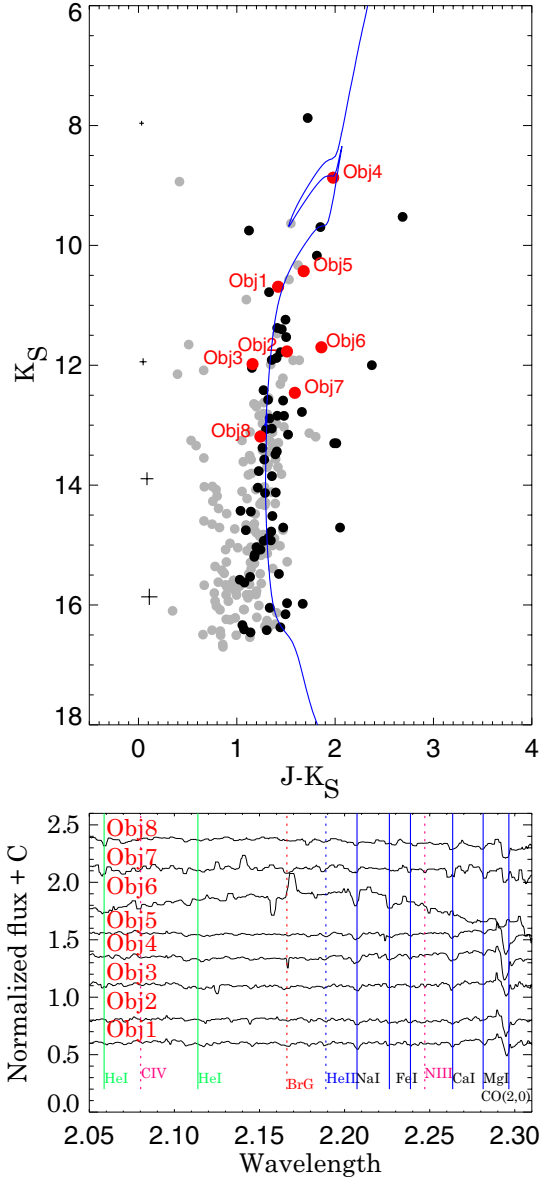 6
8
Obj4
10
Obj5
Obj1
K_S
12
Obj2
Obj6
Obj3
Obj7
Obj8
14
16
18
0 1 2 3 4
J-K_S
2.5
Obj8
Obj7
2.0
Obj6
1.5
Obj5
Obj4
Obj3
1.0
Obj2
Obj1
0.5
0.0
Normalized flux + C
HeI CIV HeI BrG HeII NaI FeI NIII CaI MgI
CO(2,0)
2.05 2.10 2.15 2.20 2.25 2.30
Wavelength